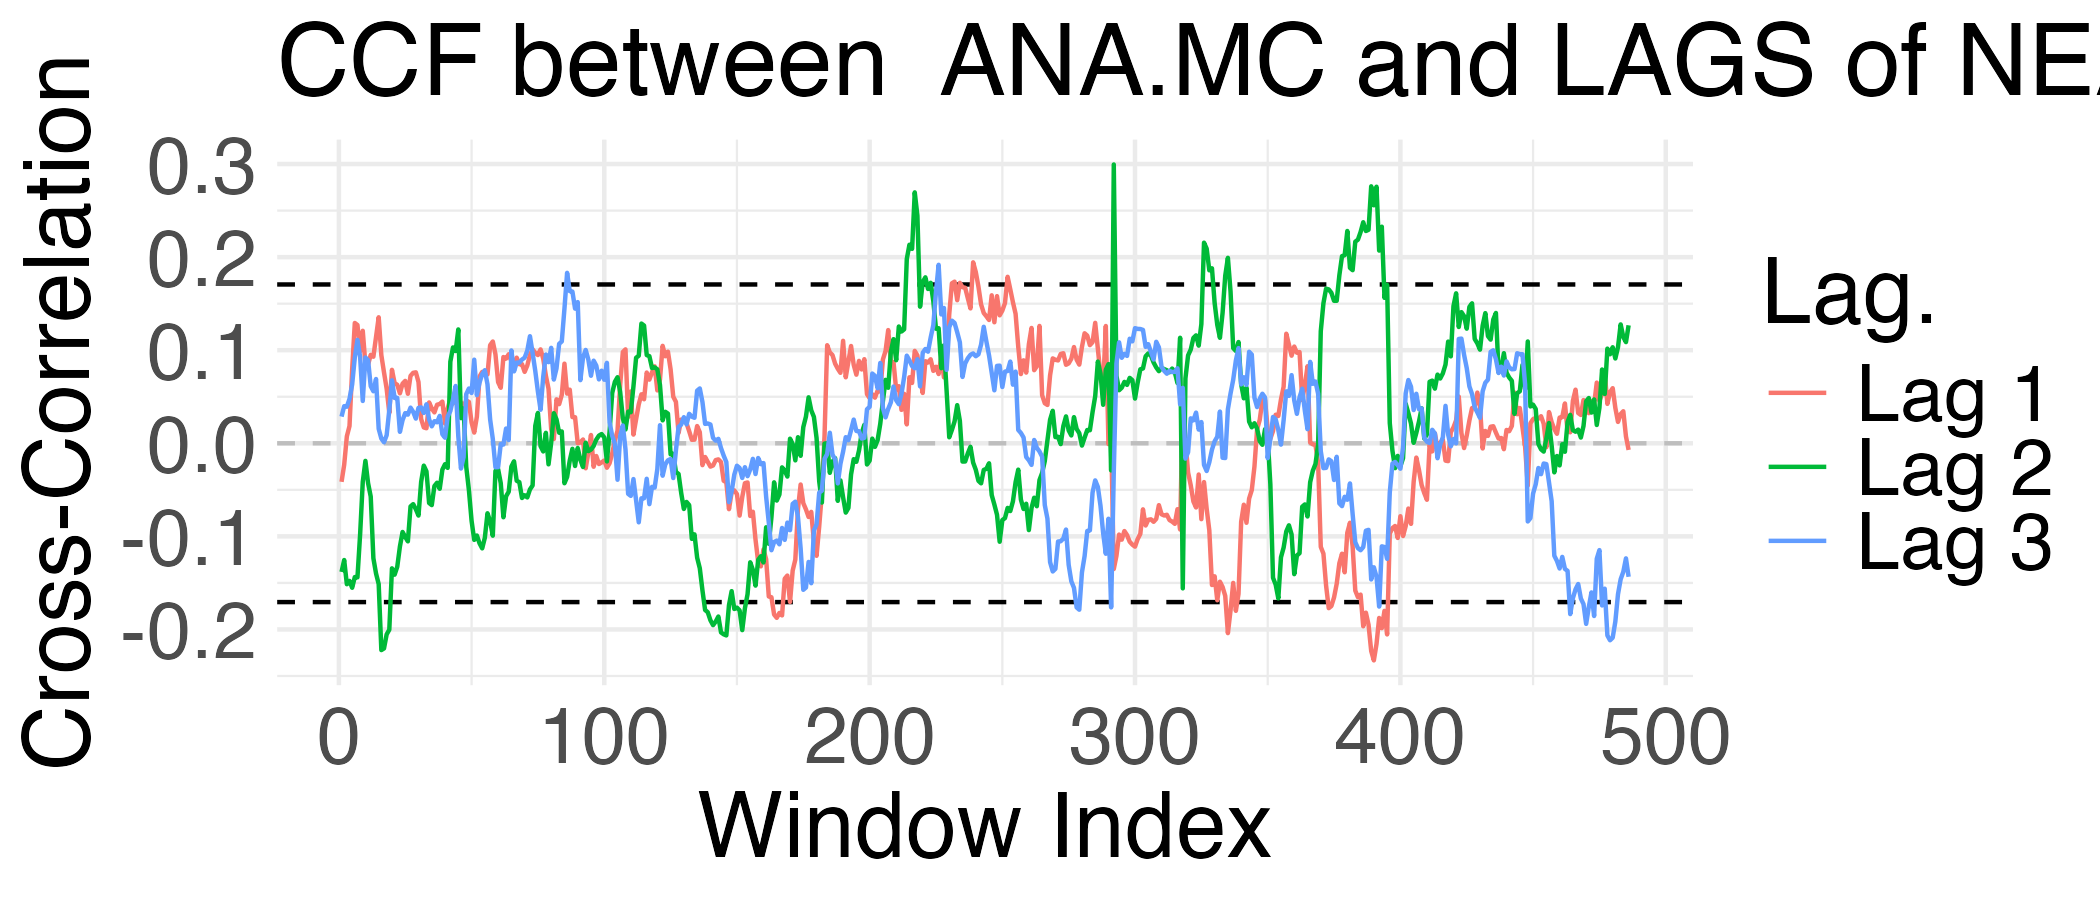 CCF between ANA.MC and LAGS of NE
Cross-Correlation
0.3
0.2
0.1
0.0
-0.1
-0.2
0 100 200 300 400 500
Window Index
Lag.
Lag 1
Lag 2
Lag 3